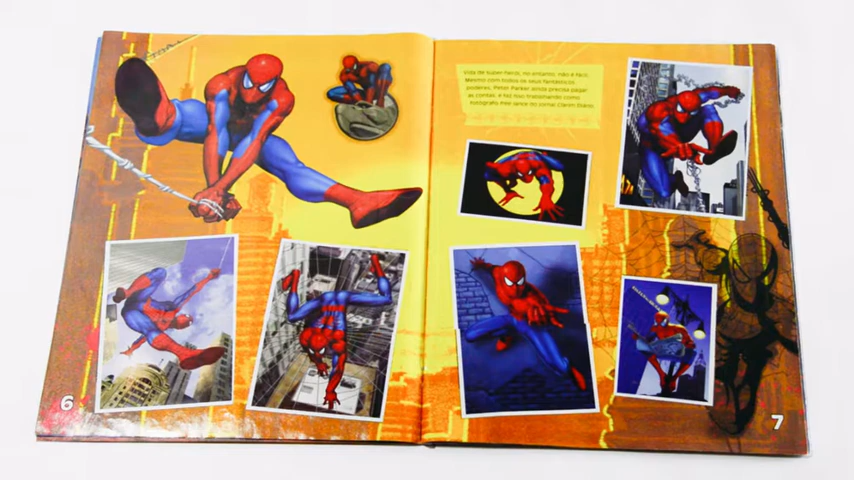 Vida de super-herói, no entanto, não é fácil.
Mesmo com todos os seus fantásticos
poderes, Peter Parker ainda precisa pagar
as contas, e faz isso trabalhando como
fotógrafo free-lance do jornal Clarim Diário.
6
7